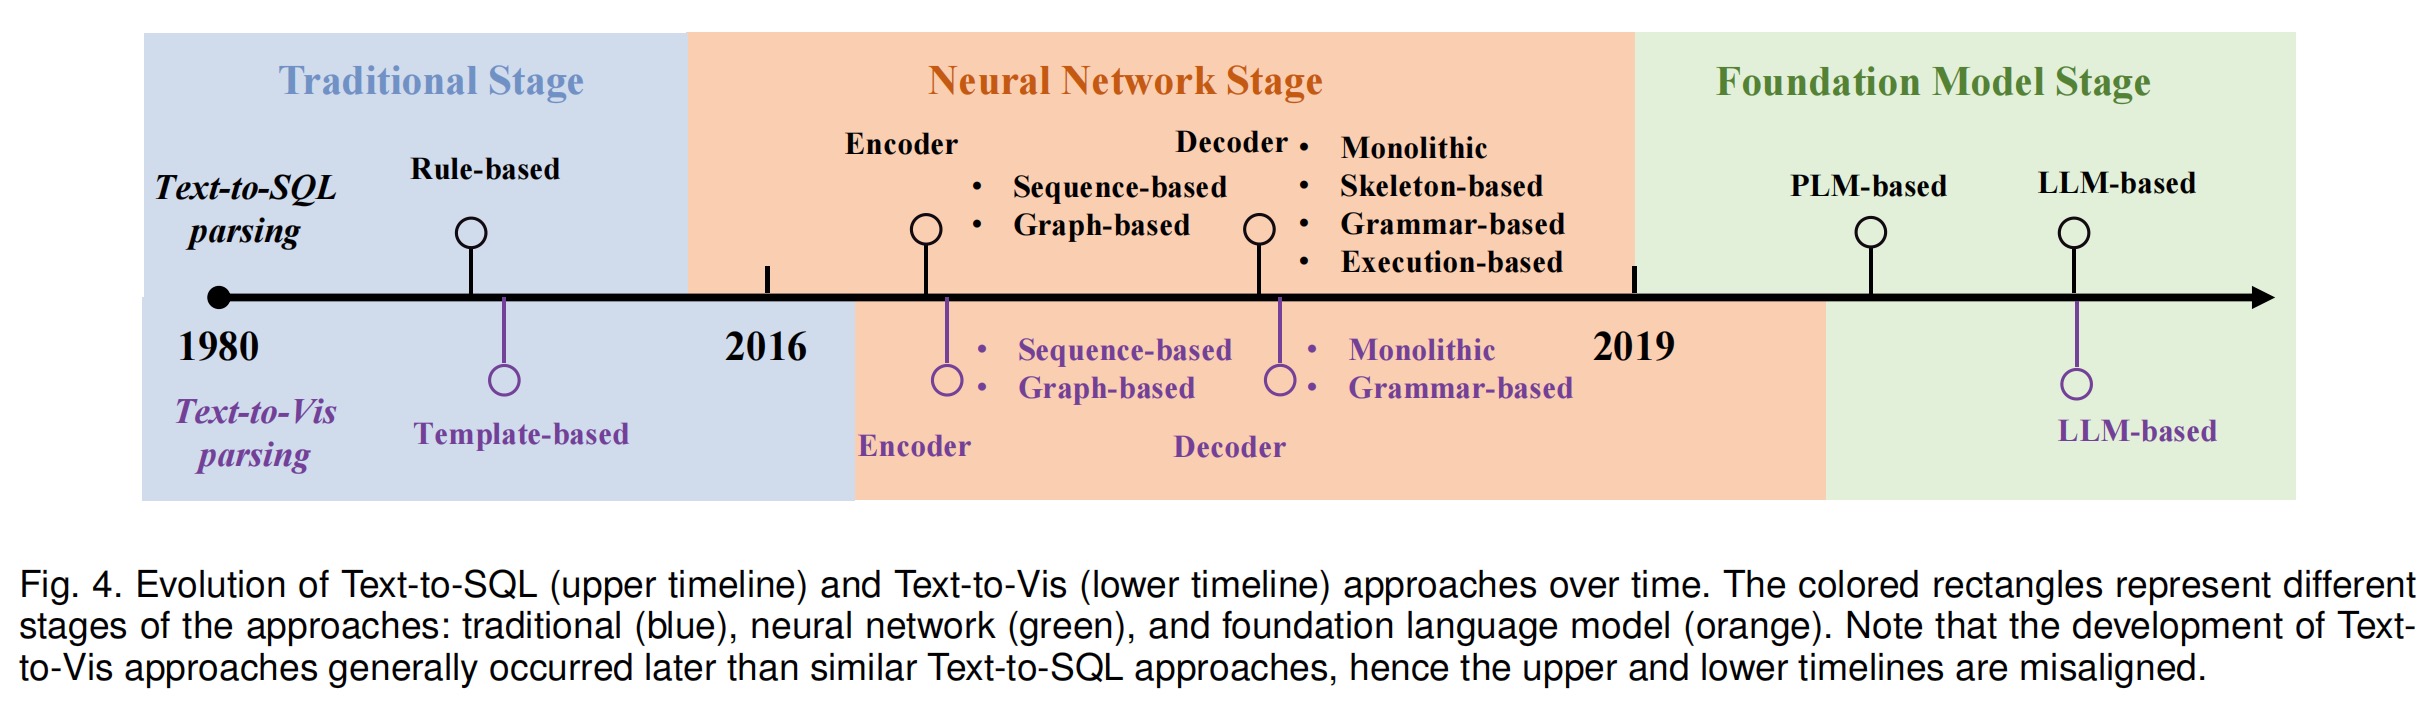 Traditional Stage
Neural Network Stage
Foundation Model Stage
Text-to-SQL
parsing
Rule-based
Encoder
• Sequence-based
• Graph-based
Decoder
• Monolithic
• Skeleton-based
• Grammar-based
• Execution-based
PLM-based
LLM-based
1980
2016
2019
Text-to-Vis
parsing
Template-based
Encoder
• Sequence-based
• Graph-based
Decoder
• Monolithic
• Grammar-based
LLM-based
Fig. 4. Evolution of Text-to-SQL (upper timeline) and Text-to-Vis (lower timeline) approaches over time. The colored rectangles represent different
stages of the approaches: traditional (blue), neural network (green), and foundation language model (orange). Note that the development of Text-
to-Vis approaches generally occurred later than similar Text-to-SQL approaches, hence the upper and lower timelines are misaligned.